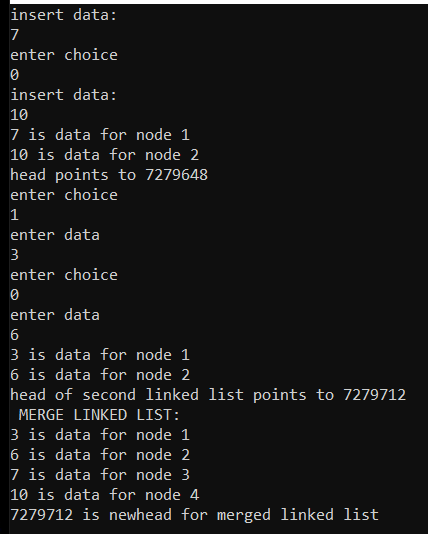 insert data:
7
enter choice
0
insert data:
10
7 is data for node 1
10 is data for node 2
head points to 7279648
enter choice
1
enter data
3
enter choice
0
enter data
6
3 is data for node 1
6 is data for node 2
head of second linked list points to 7279712
 MERGE LINKED LIST:
3 is data for node 1
6 is data for node 2
7 is data for node 3
10 is data for node 4
7279712 is newhead for merged linked list